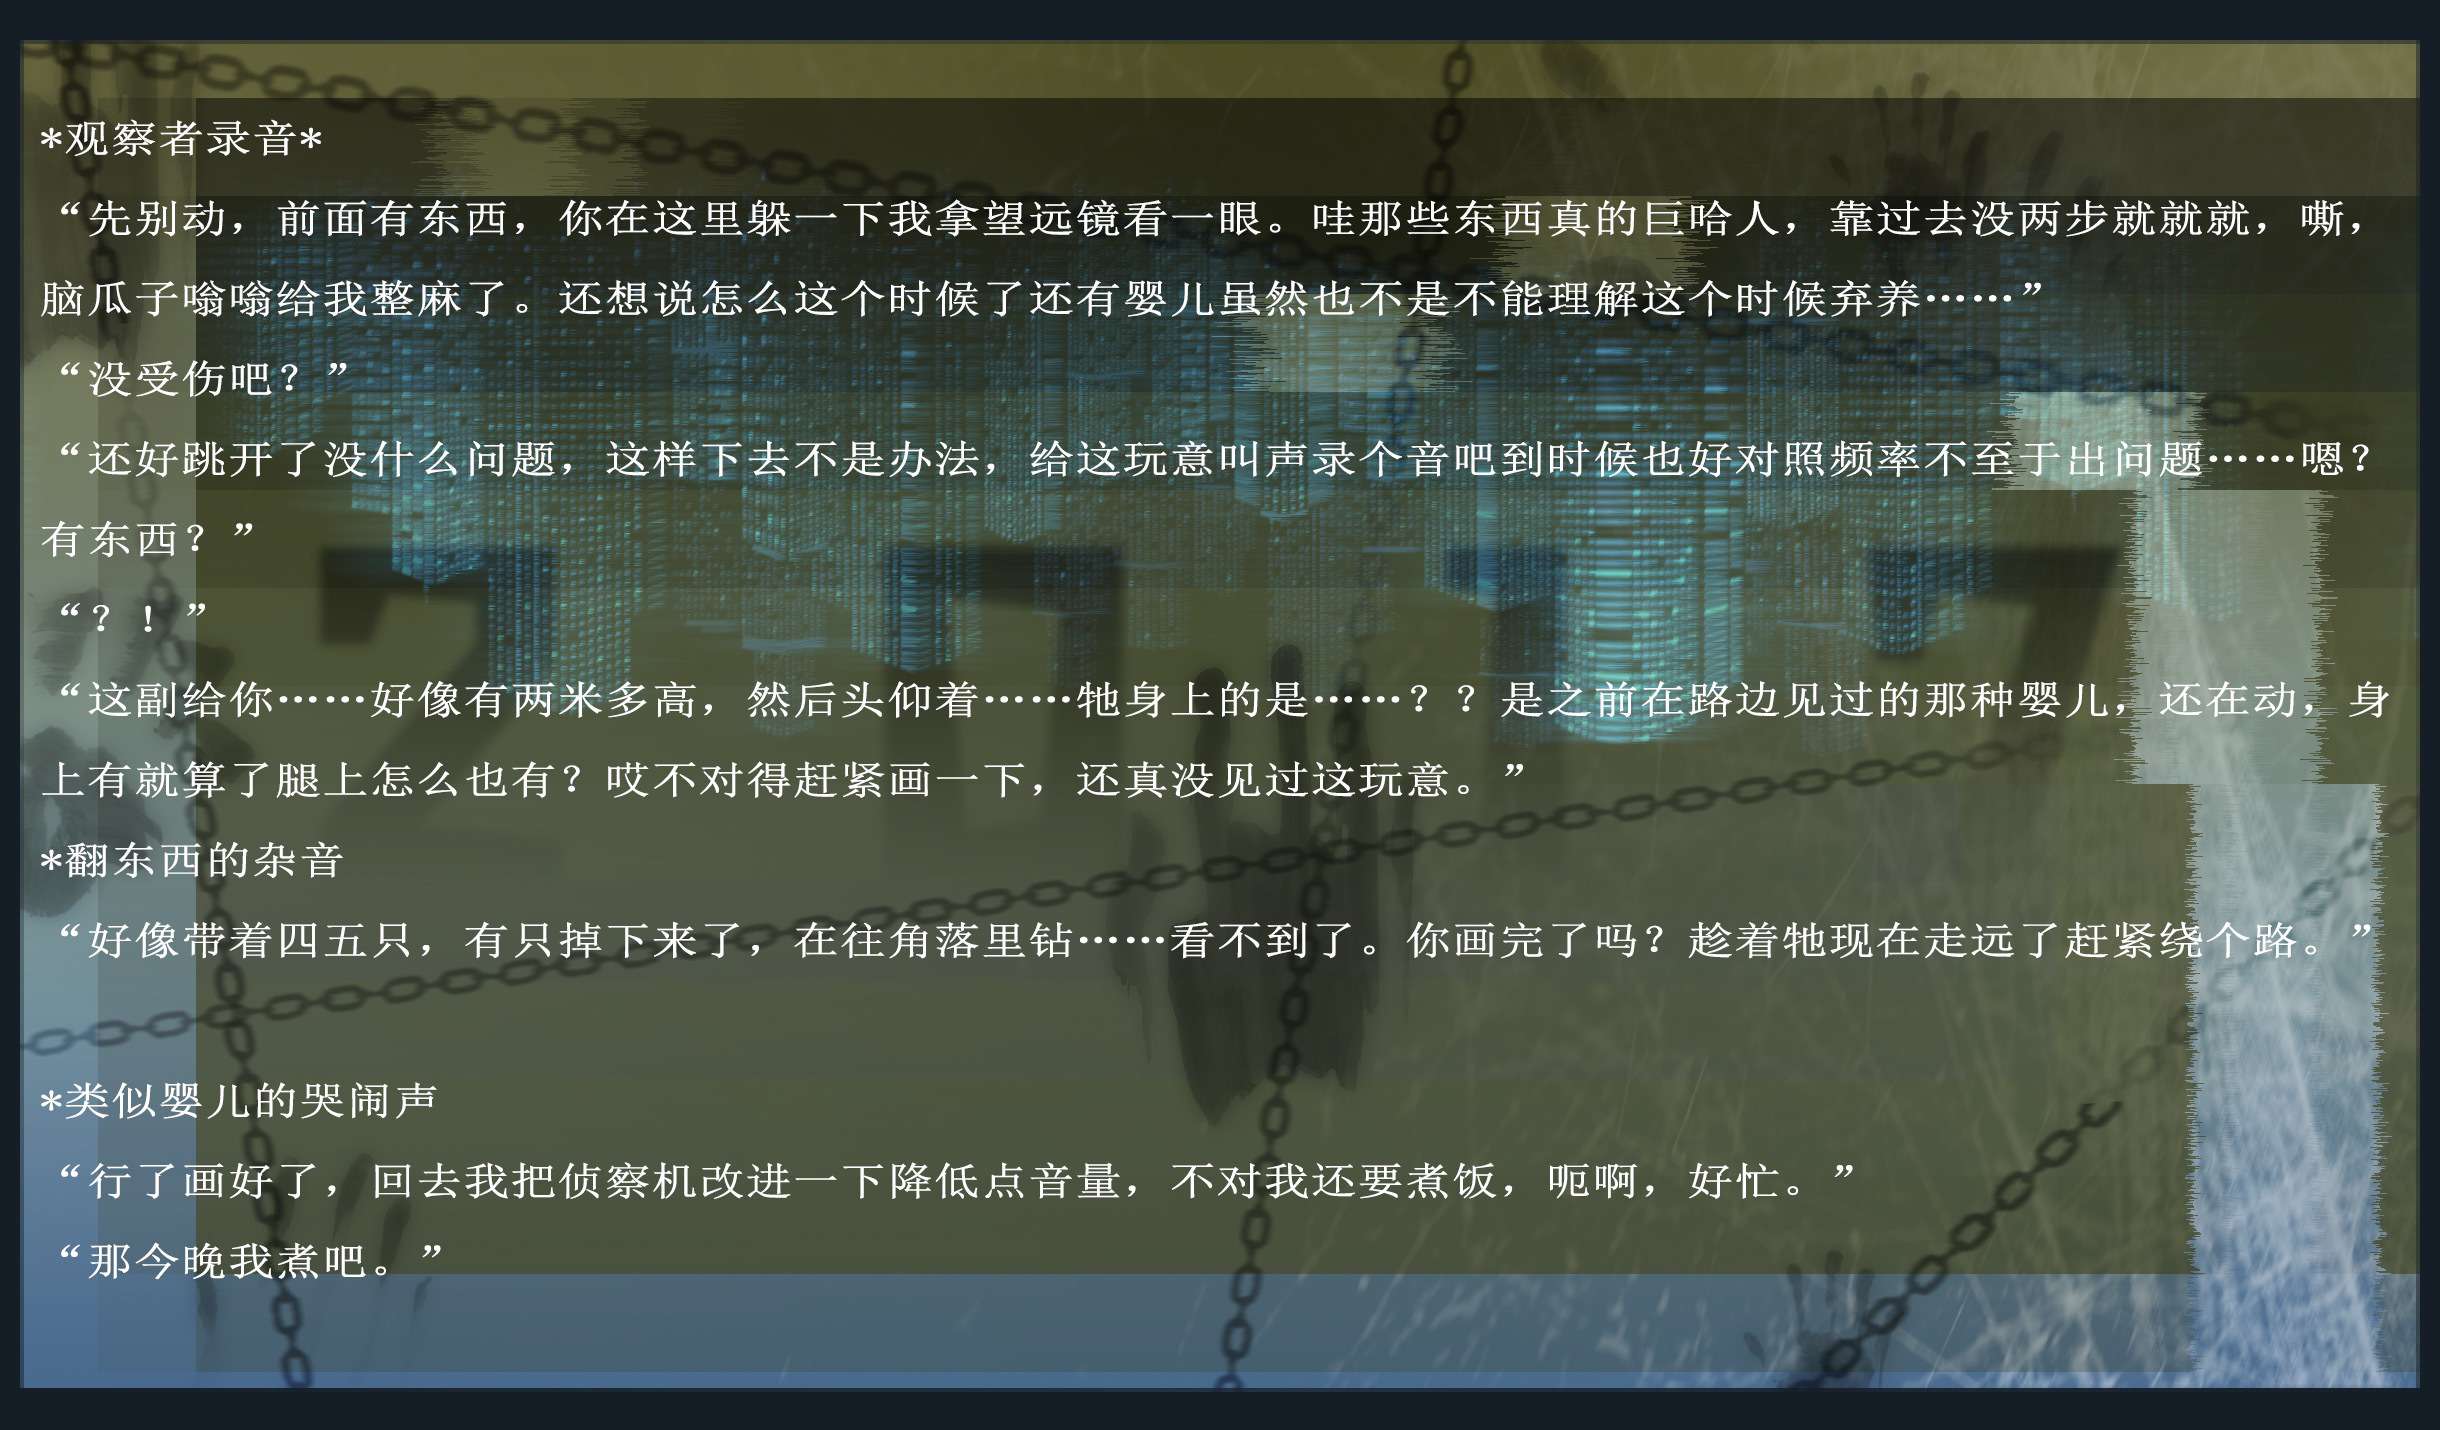 *观察者录音*
“先别动，前面有东西，你在这里躲一下我拿望远镜看一眼。哇那些东西真的巨哈人，靠过去没两步就就就，嘶，
脑瓜子嗡嗡给我整麻了。还想说怎么这个时候了还有婴儿虽然也不是不能理解这个时候弃养……”
“没受伤吧？”
“还好跳开了没什么问题，这样下去不是办法，给这玩意叫声录个音吧到时候也好对照频率不至于出问题……嗯？
有东西？”
“？！”
“这副给你……好像有两米多高，然后头仰着……牠身上的是……？？是之前在路边见过的那种婴儿，还在动，身
上有就算了腿上怎么也有？哎不对得赶紧画一下，还真没见过这玩意。”
*翻东西的杂音
“好像带着四五只，有只掉下来了，在往角落里钻……看不到了。你画完了吗？趁着牠现在走远了赶紧绕个路。”
*类似婴儿的哭闹声
“行了画好了，回去我把侦察机改进一下降低点音量，不对我还要煮饭，呃啊，好忙。”
“那今晚我煮吧。”